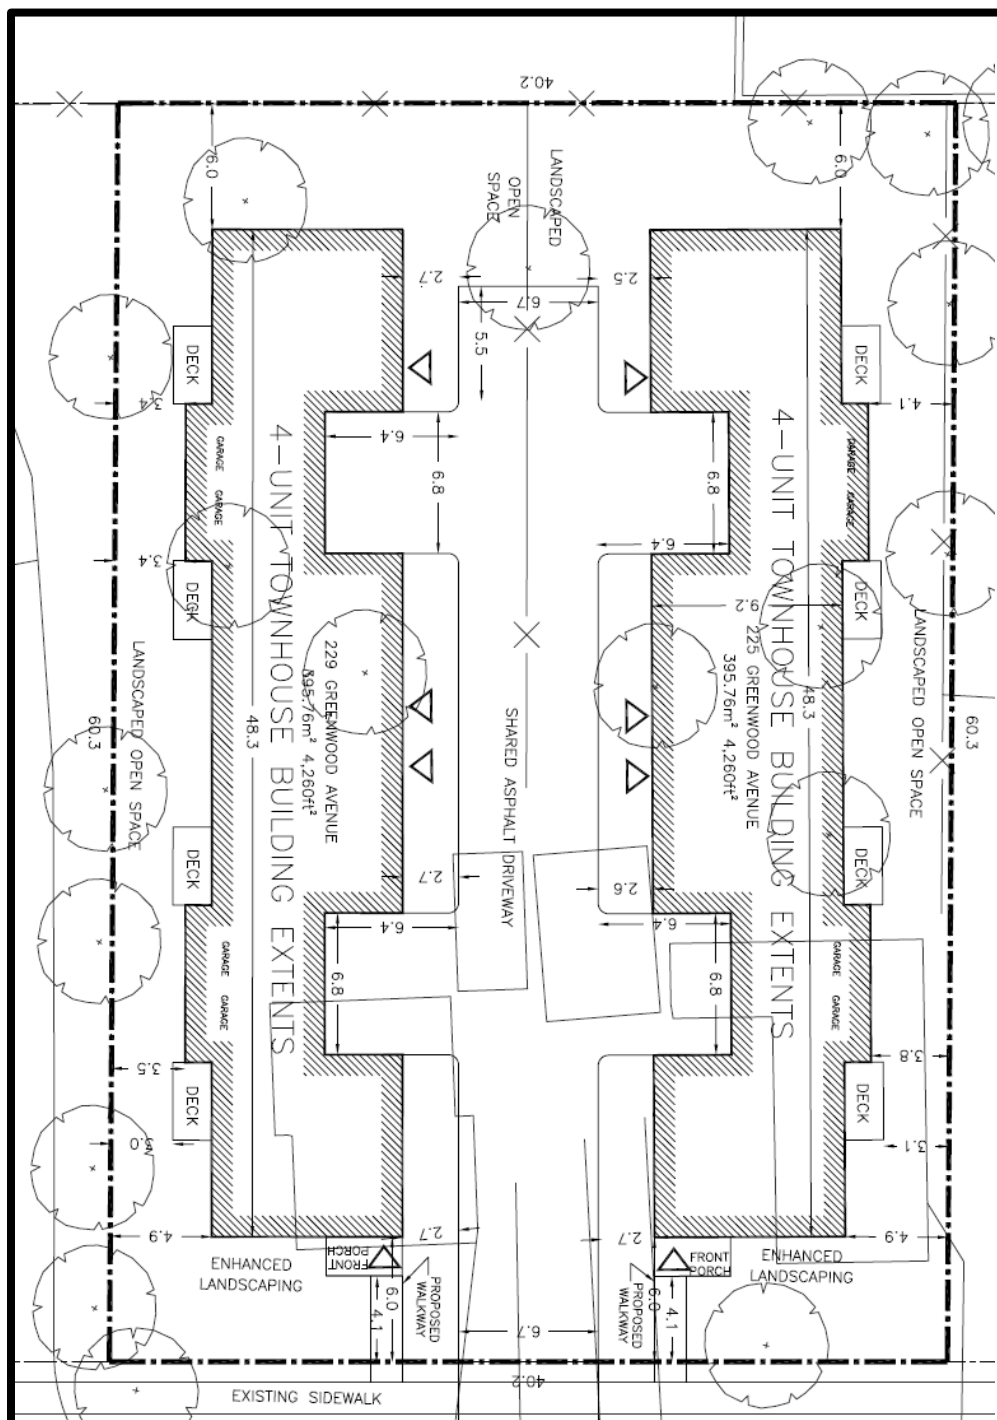 40.2
6.0
6.0
LANDSCAPED
OPEN
SPACE
2.7
2.5
6.7
5.5
DECK
DECK
3.4
4.1
6.4
6.8
6.8
6.4
GARAGE GARAGE
GARAGE GARAGE
3.4
DECK
DECK
9.2
4-UNIT TOWNHOUSE BUILDING EXTENTS
229 GREENWOOD AVENUE
395.76m² 4,260ft²
48.3
4-UNIT TOWNHOUSE BUILDING EXTENTS
225 GREENWOOD AVENUE
395.76m² 4,260ft²
48.3
LANDSCAPED OPEN SPACE
LANDSCAPED OPEN SPACE
60.3
60.3
SHARED ASPHALT DRIVEWAY
DECK
DECK
2.7
2.6
6.4
6.4
6.8
6.8
GARAGE GARAGE
GARAGE GARAGE
3.5
3.8
DECK
DECK
3.1
4.9
2.7
2.7
4.9
ENHANCED
LANDSCAPING
FRONT
PORCH
FRONT
PORCH
ENHANCED
LANDSCAPING
PROPOSED
WALKWAY
PROPOSED
WALKWAY
6.0
4.1
6.0
4.1
6.7
40.2
EXISTING SIDEWALK